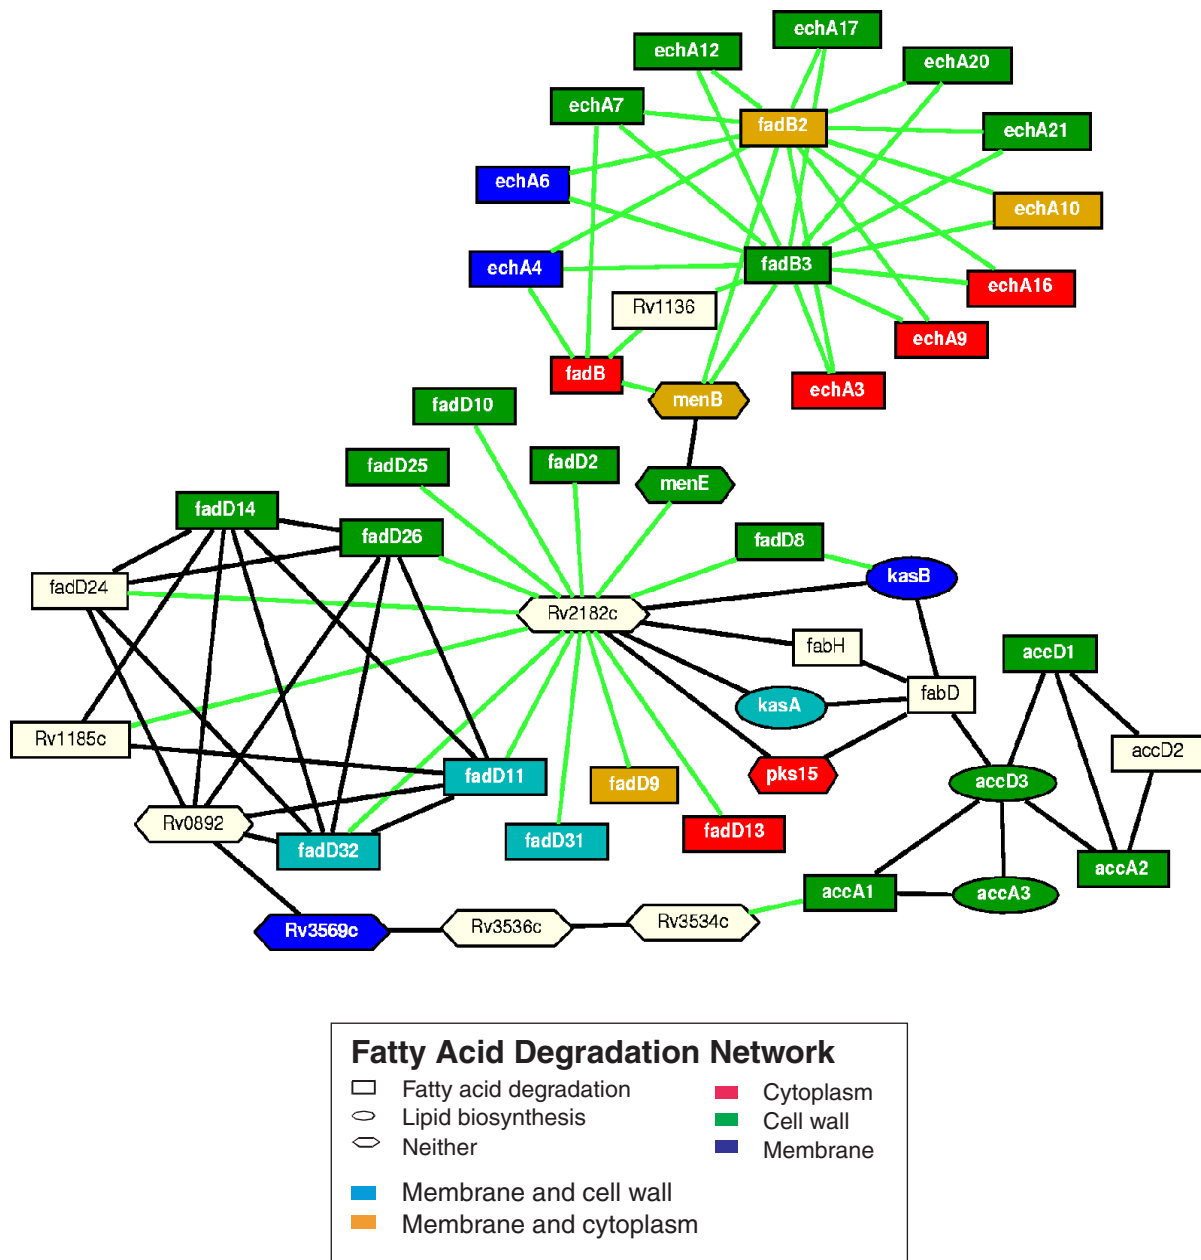 echA17
echA12
echA20
echA7
fadB2
echA21
echA6
echA10
echA4
fadB3
echA16
Rv1136
echA9
fadB
echA3
menB
fadD10
fadD25
fadD2
menE
fadD14
fadD26
fadD8
kasB
fadD24
Rv2182c
fabH
accD1
fabD
kasA
Rv1185c
accD2
fadD11
fadD9
pks15
accD3
Rv0892
fadD32
fadD31
fadD13
accA2
accA1
accA3
Rv3569c
Rv3536c
Rv3534c
Fatty Acid Degradation Network
Fatty acid degradation
Cytoplasm
Lipid biosynthesis
Cell wall
Neither
Membrane
Membrane and cell wall
Membrane and cytoplasm